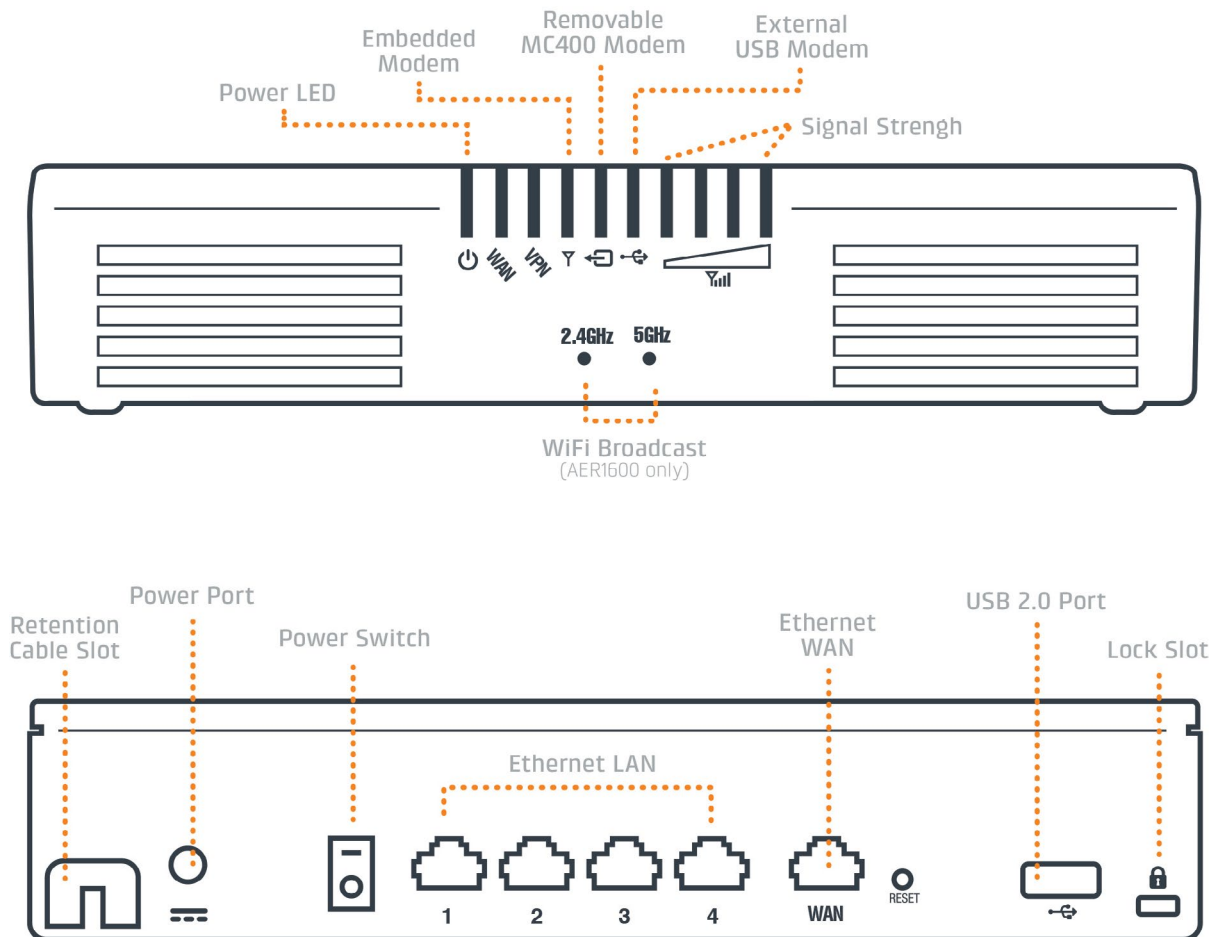 Removable
MC400 Modem
External
USB Modem
Embedded
Modem
Power LED
Signal Strengh
WAN
VPN
2.4GHz
5GHz
WiFi Broadcast
(AER1600 only)
Power Port
Retention
Cable Slot
Power Switch
Ethernet
WAN
USB 2.0 Port
Lock Slot
Ethernet LAN
RESET
1
2
3
4
WAN